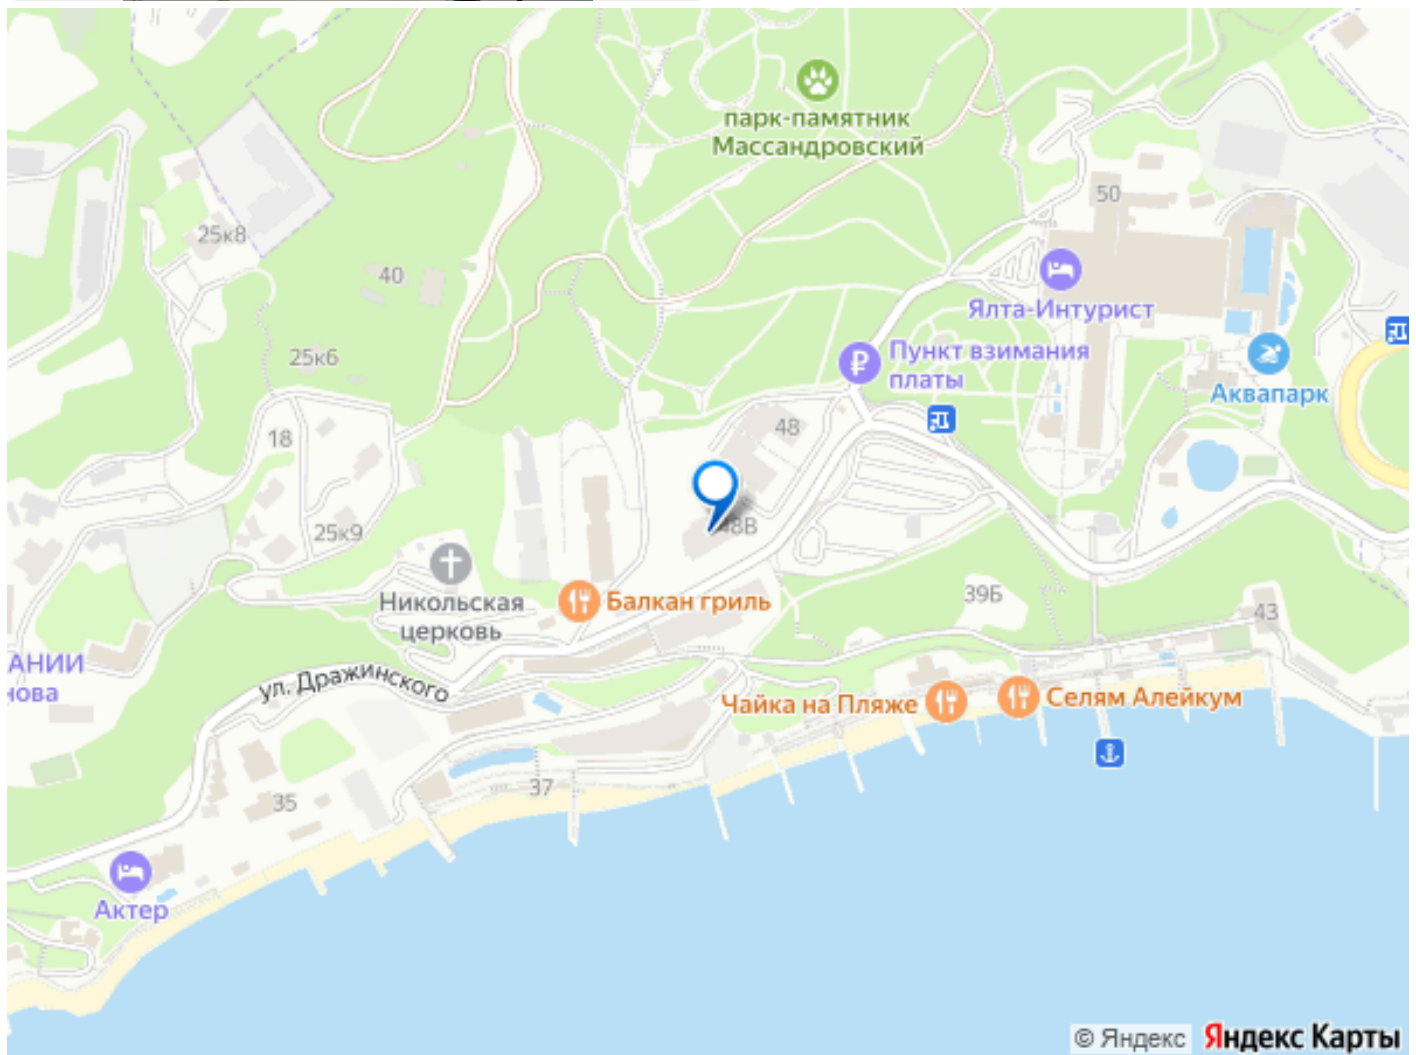 парк-памятник
Массандровский
50
25к8
40
Ялта-Интурист
25к6
Пункт взимания
платы
Аквапарк
18
48
25к9
48В
Никольская
церковь
Балкан гриль
39Б
43
АНИИ
нова
ул. Дражинского
Чайка на Пляже
Селям Алейкум
37
35
Актер
© Яндекс Яндекс Карты